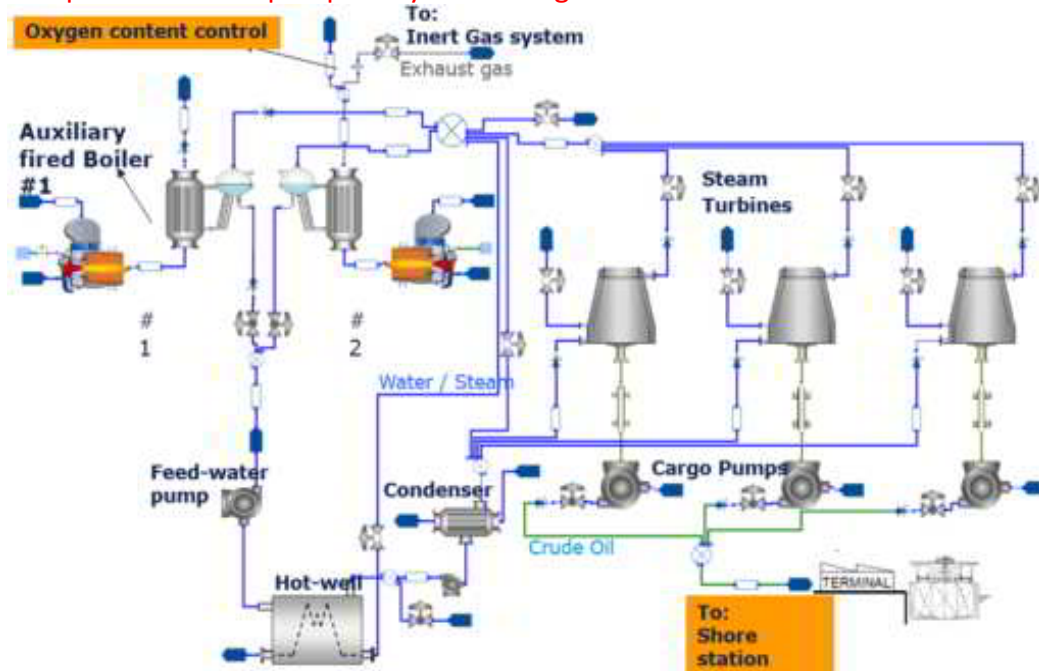 Oxygen content control
To:
Inert Gas system
Exhaust gas
Auxiliary
fired Boiler
#1
Steam
Turbines
#
1
#
2
Water / Steam
Feed-water
pump
Condenser
Cargo Pumps
Crude Oil
Hot-well
TERMINAL
To:
Shore
station